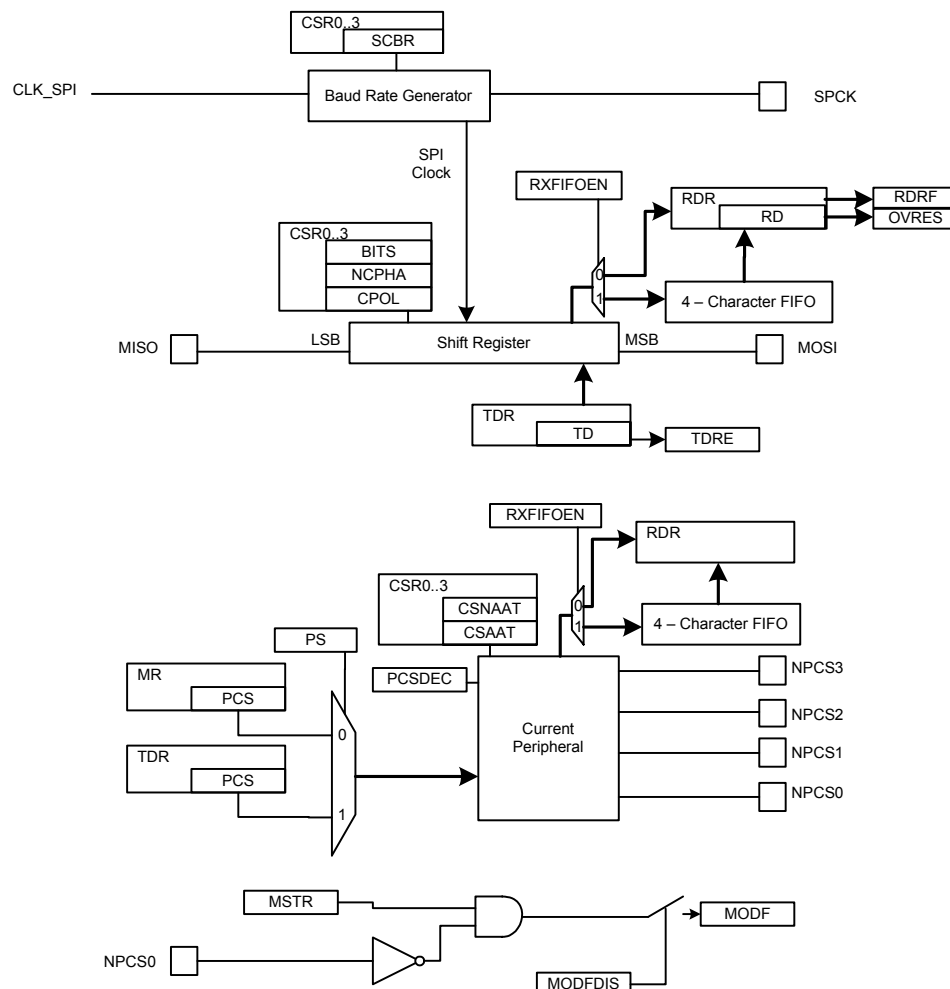 CSR0..3
SCBR
CLK_SPI
Baud Rate Generator
SPCK
SPI
Clock
RXFIFOEN
RDR
RD
RDRF
OVRES
CSR0..3
BITS
NCPHA
CPOL
0
1
4 – Character FIFO
MISO
LSB
Shift Register
MSB
MOSI
TDR
TD
TDRE
RXFIFOEN
RDR
CSR0..3
CSNAAT
CSAAT
0
1
4 – Character FIFO
PS
MR
PCS
PCSDEC
NPCS3
0
Current
Peripheral
NPCS2
TDR
PCS
NPCS1
1
NPCS0
MSTR
MODF
NPCS0
MODFDIS